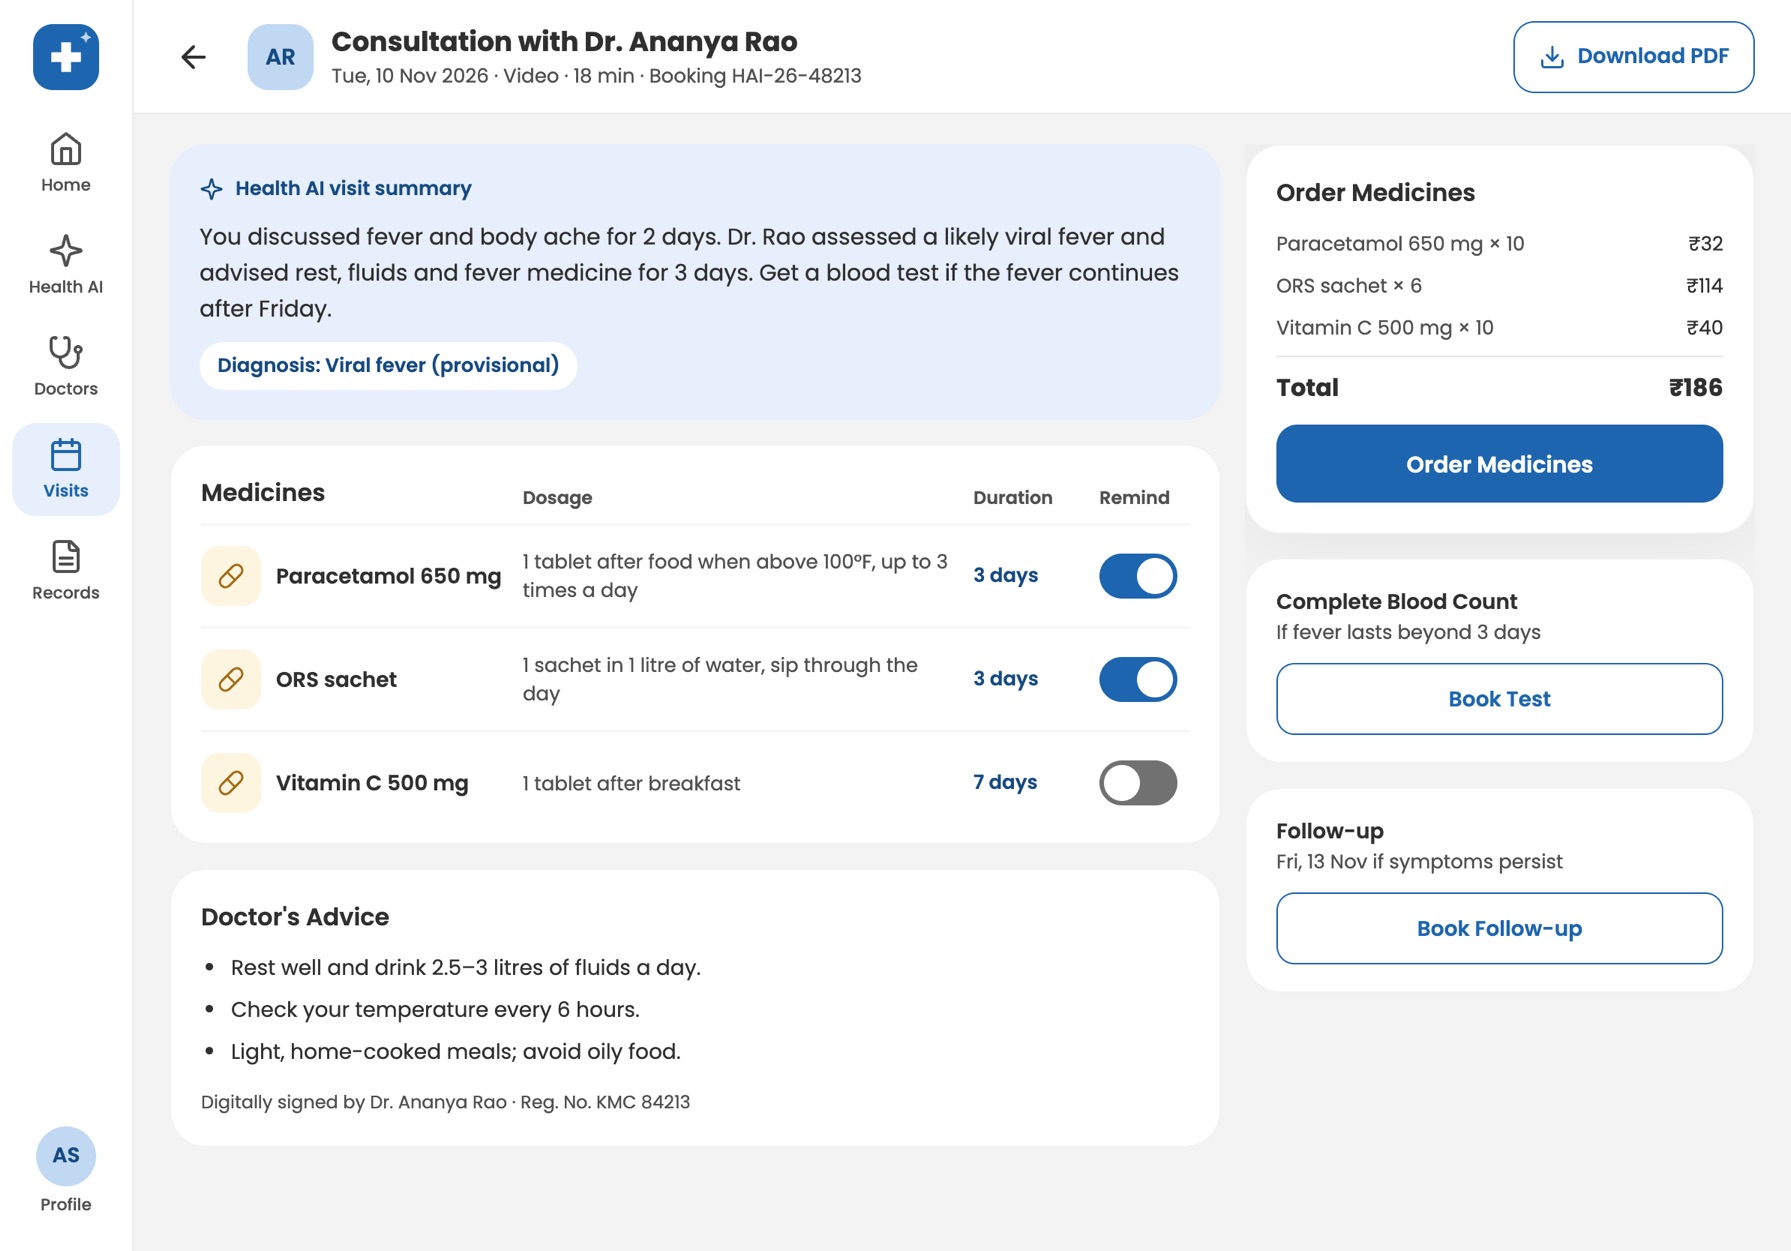 Home
Health AI
Doctors
Visits
Records
AS
Profile
AR
Consultation with Dr. Ananya Rao
Tue, 10 Nov 2026 · Video · 18 min · Booking HAI-26-48213
Download PDF
Health AI visit summary
You discussed fever and body ache for 2 days. Dr. Rao assessed a likely viral fever and
advised rest, fluids and fever medicine for 3 days. Get a blood test if the fever continues
after Friday.
Diagnosis: Viral fever (provisional)
Medicines Dosage Duration Remind
Paracetamol 650 mg 1 tablet after food when above 100°F, up to 3
times a day 3 days
ORS sachet 1 sachet in 1 litre of water, sip through the
day 3 days
Vitamin C 500 mg 1 tablet after breakfast 7 days
Doctor's Advice
• Rest well and drink 2.5–3 litres of fluids a day.
• Check your temperature every 6 hours.
• Light, home-cooked meals; avoid oily food.
Digitally signed by Dr. Ananya Rao · Reg. No. KMC 84213
Order Medicines
Paracetamol 650 mg × 10 ₹32
ORS sachet × 6 ₹114
Vitamin C 500 mg × 10 ₹40
Total ₹186
Order Medicines
Complete Blood Count
If fever lasts beyond 3 days
Book Test
Follow-up
Fri, 13 Nov if symptoms persist
Book Follow-up